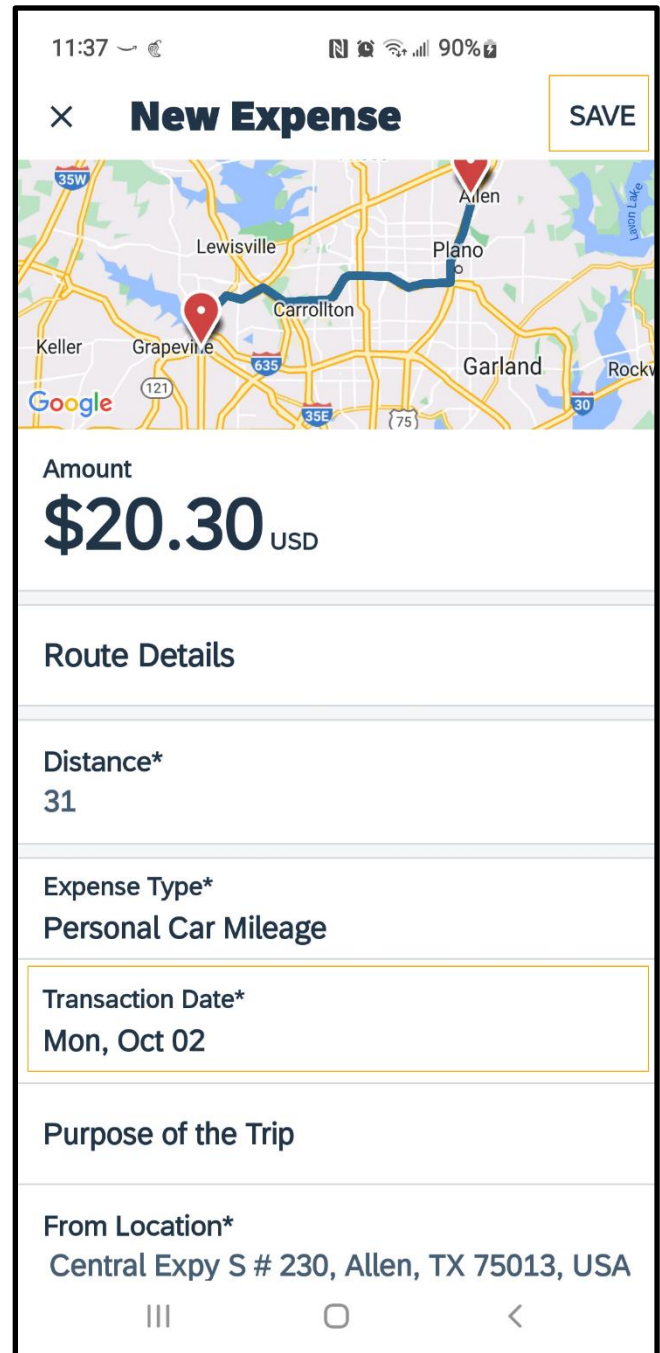 11:37 90%
× New Expense SAVE
35W
Allen
Lavon Lake
Lewisville Plano
Carrollton
Keller Grapevine
635 Garland Rockw
121
Google 35E 75 30
Amount
$20.30 USD
Route Details
Distance*
31
Expense Type*
Personal Car Mileage
Transaction Date*
Mon, Oct 02
Purpose of the Trip
From Location*
Central Expy S # 230, Allen, TX 75013, USA